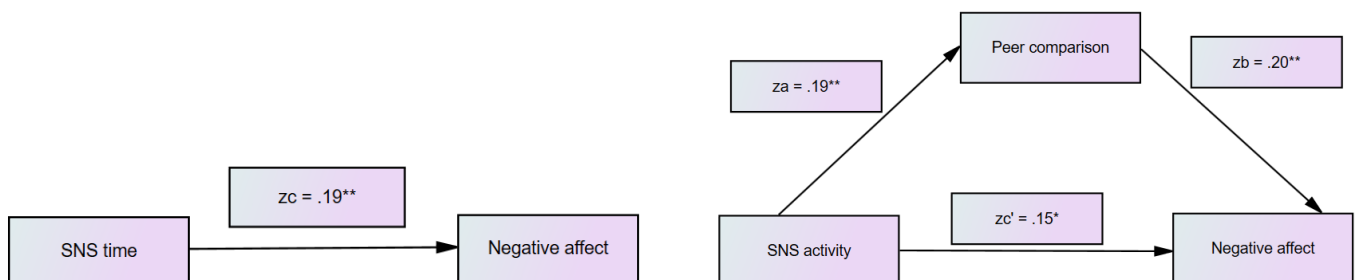 zc = .19**
SNS time
Negative affect
Peer comparison
za = .19**
zb = .20**
zc' = .15*
SNS activity
Negative affect